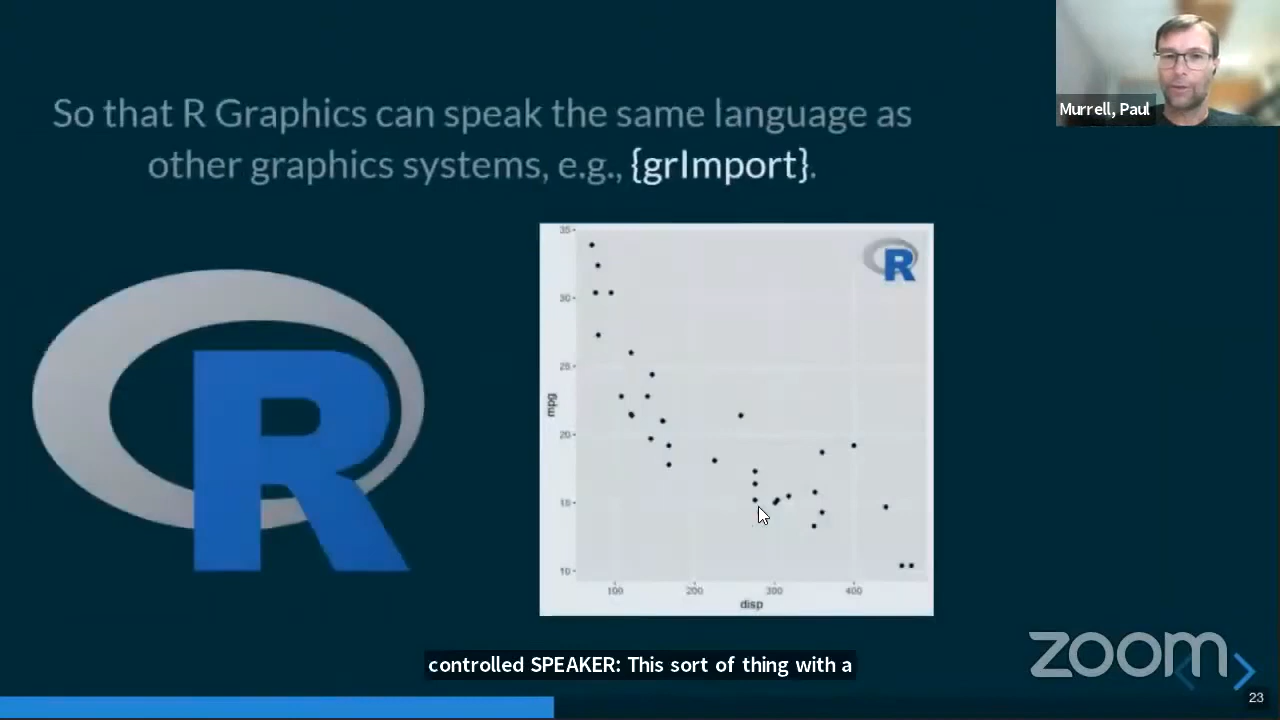 Murrell, Paul
So that R Graphics can speak the same language as
other graphics systems, e.g., {grImport}.
R
R
35
30
25
20
15
10
mpg
100
200
300
400
disp
controlled SPEAKER: This sort of thing with a
zoom
23